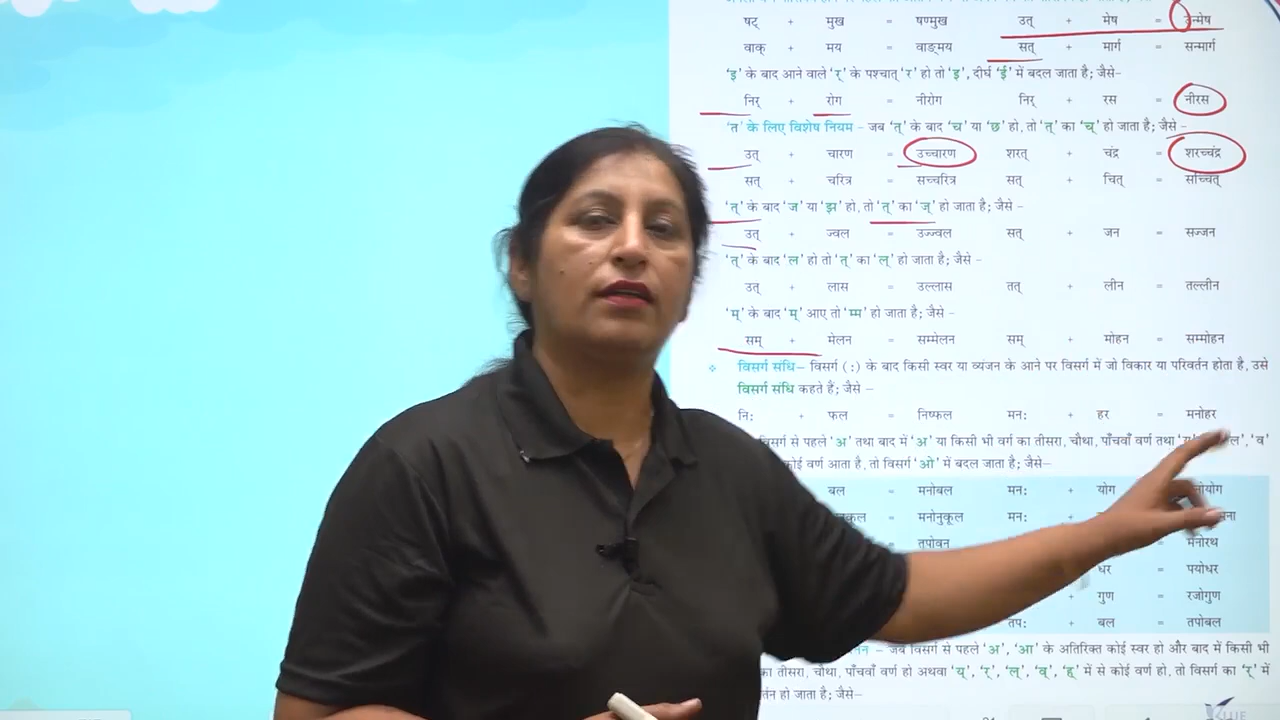 षट् + मुख = षण्मुख उत् + मेष = उन्मेष
वाक् + मय = वाङ्मय सत् + मार्ग = सन्मार्ग
'इ' के बाद आने वाले 'र्' के पश्चात् 'र' हो तो 'इ', दीर्घ 'ई' में बदल जाता है; जैसे–
निर् + रोग = नीरोग निर् + रस = नीरस
'त' के लिए विशेष नियम – जब 'त्' के बाद 'च' या 'छ' हो, तो 'त्' का 'च्' हो जाता है; जैसे –
उत् + चारण = उच्चारण शरत् + चंद्र = शरच्चंद्र
सत् + चरित्र = सच्चरित्र सत् + चित् = सच्चित्
'त्' के बाद 'ज' या 'झ' हो, तो 'त्' का 'ज्' हो जाता है; जैसे –
उत् + ज्वल = उज्ज्वल सत् + जन = सज्जन
'त्' के बाद 'ल' हो तो 'त्' का 'ल्' हो जाता है; जैसे –
उत् + लास = उल्लास तत् + लीन = तल्लीन
'म्' के बाद 'म्' आए तो 'म्म' हो जाता है; जैसे –
सम् + मेलन = सम्मेलन सम् + मोहन = सम्मोहन
विसर्ग संधि– विसर्ग (:) के बाद किसी स्वर या व्यंजन के आने पर विसर्ग में जो विकार या परिवर्तन होता है, उसे
विसर्ग संधि कहते हैं; जैसे –
नि: + फल = निष्फल मन: + हर = मनोहर
विसर्ग से पहले 'अ' तथा बाद में 'अ' या किसी भी वर्ग का तीसरा, चौथा, पाँचवाँ वर्ण तथा 'व'
कोई वर्ण आता है, तो विसर्ग 'ओ' में बदल जाता है; जैसे–
बल = मनोबल मन: + योग
= मनोनुकूल मन: +
= तपोवन मनोरथ
धर = पयोधर
+ गुण = रजोगुण
तप: + बल = तपोबल
– जब विसर्ग से पहले 'अ', 'आ' के अतिरिक्त कोई स्वर हो और बाद में किसी भी
का तीसरा, चौथा, पाँचवाँ वर्ण हो अथवा 'य्', 'र्', 'ल्', 'व्', 'ह्' में से कोई वर्ण हो, तो विसर्ग का 'र्' में
हो जाता है; जैसे–